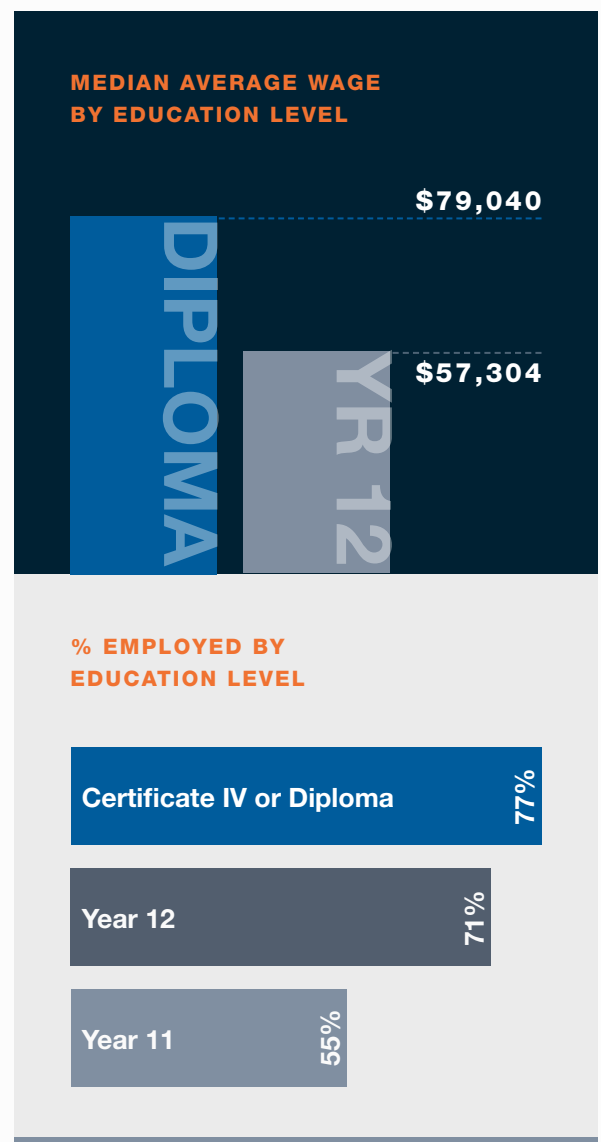 MEDIAN AVERAGE WAGE
BY EDUCATION LEVEL
$79,040
DIPLOMA
$57,304
YR 12
% EMPLOYED BY
EDUCATION LEVEL
Certificate IV or Diploma
77%
Year 12
71%
Year 11
55%